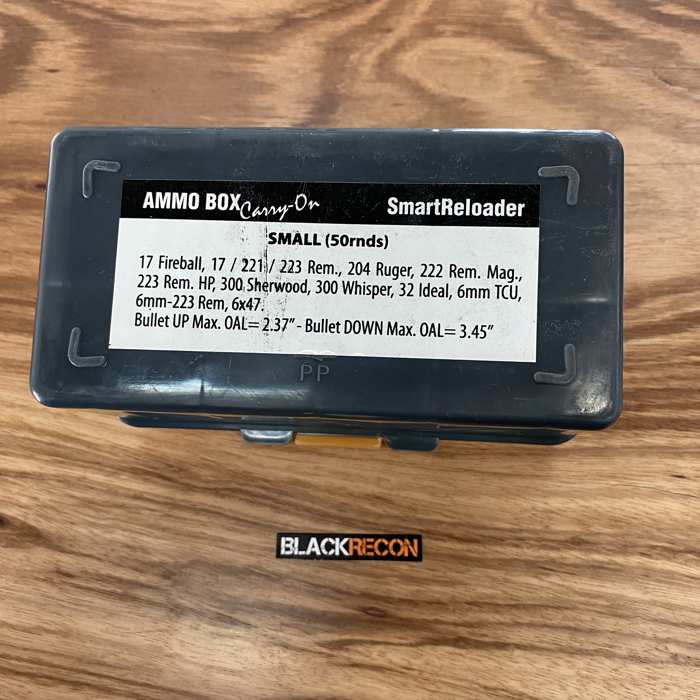 AMMO BOX Carry-On SmartReloader
SMALL (50rnds)
17 Fireball, 17 / 221 / 223 Rem., 204 Ruger, 222 Rem. Mag.,
223 Rem. HP, 300 Sherwood, 300 Whisper, 32 Ideal, 6mm TCU,
6mm-223 Rem, 6x47.
Bullet UP Max. OAL= 2.37" - Bullet DOWN Max. OAL= 3.45"
PP
BLACKRECON